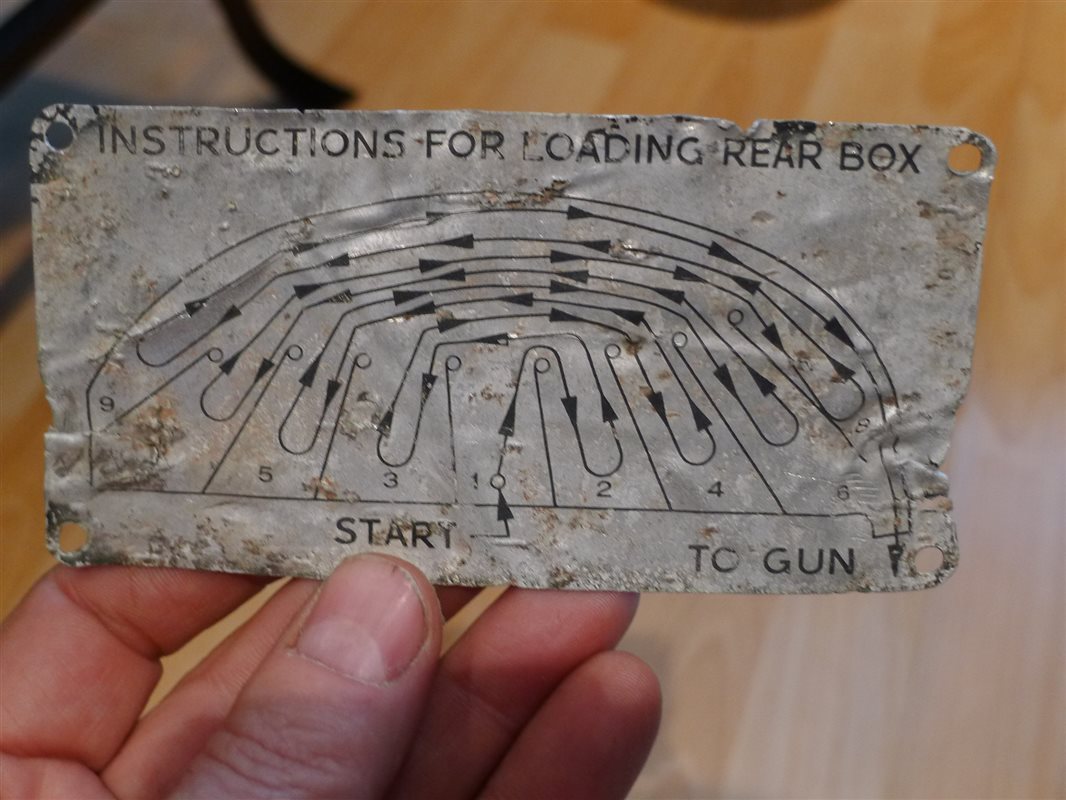 INSTRUCTIONS FOR LOADING REAR BOX
9
8
5 3 1 2 4 6
START
TO GUN